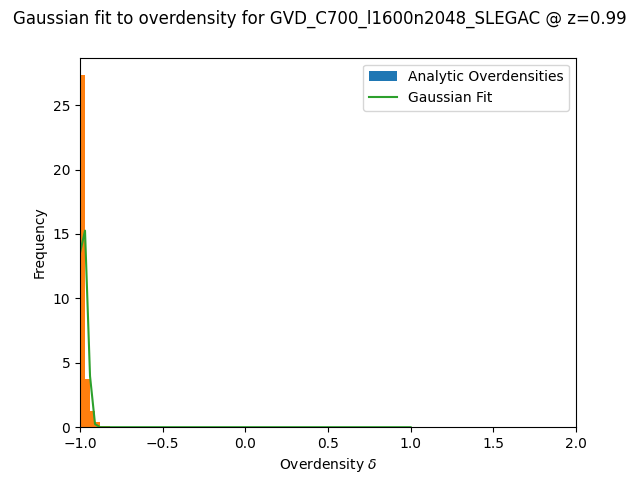 Gaussian fit to overdensity for GVD_C700_l1600n2048_SLEGAC @ z=0.99
Analytic Overdensities
Gaussian Fit
Frequency
25
20
15
10
5
0
−1.0 −0.5 0.0 0.5 1.0 1.5 2.0
Overdensity δ